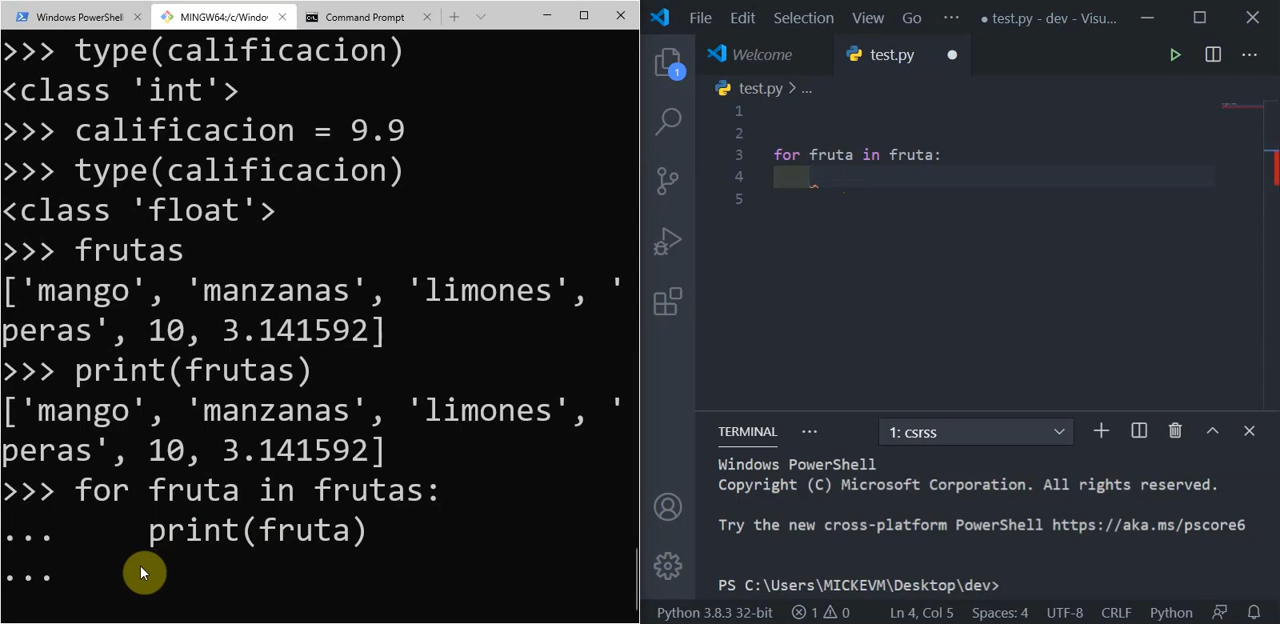 Windows PowerShell
MINGW64:/c/Windo
Command Prompt
>>> type(calificacion)
<class 'int'>
>>> calificacion = 9.9
>>> type(calificacion)
<class 'float'>
>>> frutas
['mango', 'manzanas', 'limones', '
peras', 10, 3.141592]
>>> print(frutas)
['mango', 'manzanas', 'limones', '
peras', 10, 3.141592]
>>> for fruta in frutas:
...     print(fruta)
...
File Edit Selection View Go ··· ● test.py - dev - Visu...
Welcome
test.py
test.py > ...
1
2
3 for fruta in fruta:
4
5
1
TERMINAL ··· 1: csrss
Windows PowerShell
Copyright (C) Microsoft Corporation. All rights reserved.
Try the new cross-platform PowerShell https://aka.ms/pscore6
PS C:\Users\MICKEVM\Desktop\dev>
Python 3.8.3 32-bit 1 0 Ln 4, Col 5 Spaces: 4 UTF-8 CRLF Python